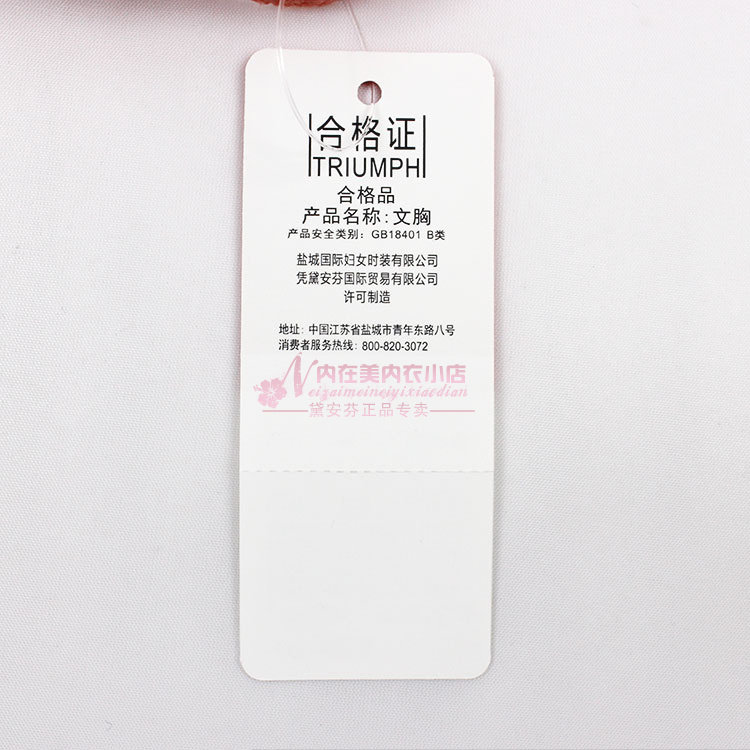 合格证
TRIUMPH
合格品
产品名称:文胸
产品安全类别: GB18401 B类
盐城国际妇女时装有限公司
凭黛安芬国际贸易有限公司
许可制造
地址: 中国江苏省盐城市青年东路八号
消费者服务热线: 800-820-3072
内在美内衣小店
Neizaimeineiyixiaodian
黛安芬正品专卖